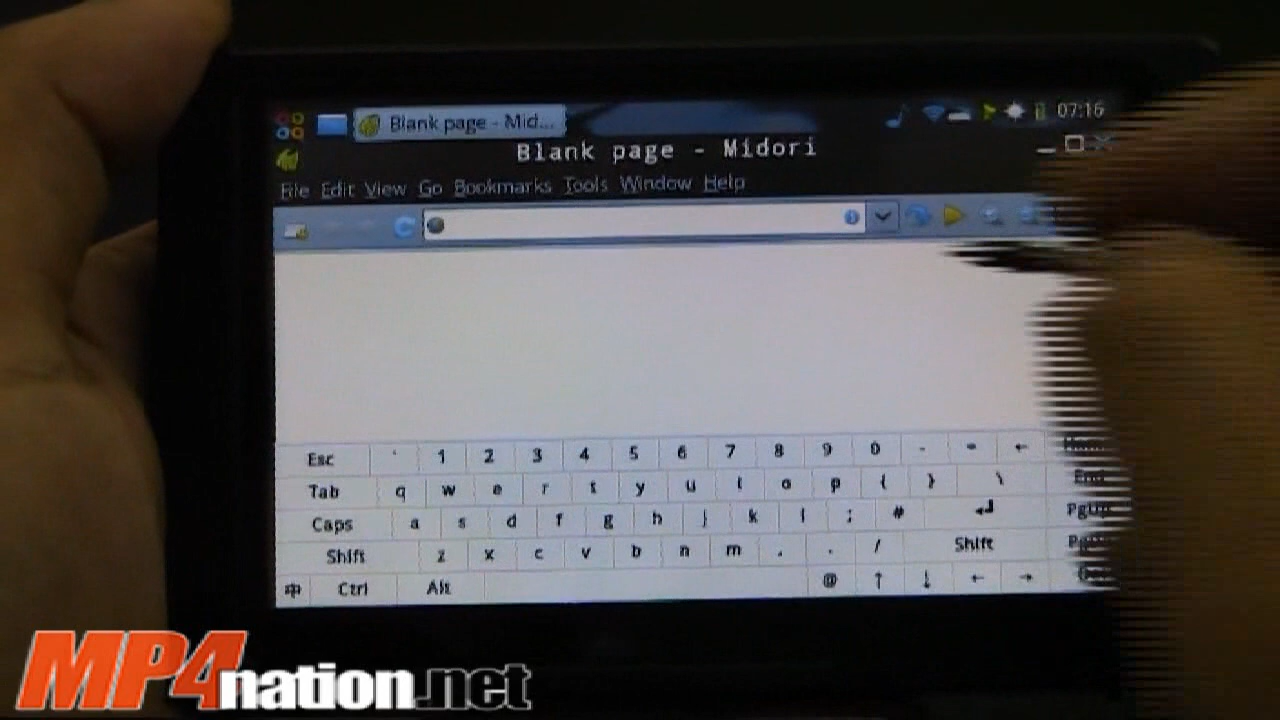 Blank page - Mid... 07:16
Blank page - Midori
File Edit View Go Bookmarks Tools Window Help
Esc ` 1 2 3 4 5 6 7 8 9 0 - = ←
Tab q w e r t y u i o p { } \
Caps a s d f g h j k l ; # ↲ PgUp
Shift z x c v b n m , . / Shift
中 Ctrl Alt @ ↑ ↓ ← →
MP4nation.net